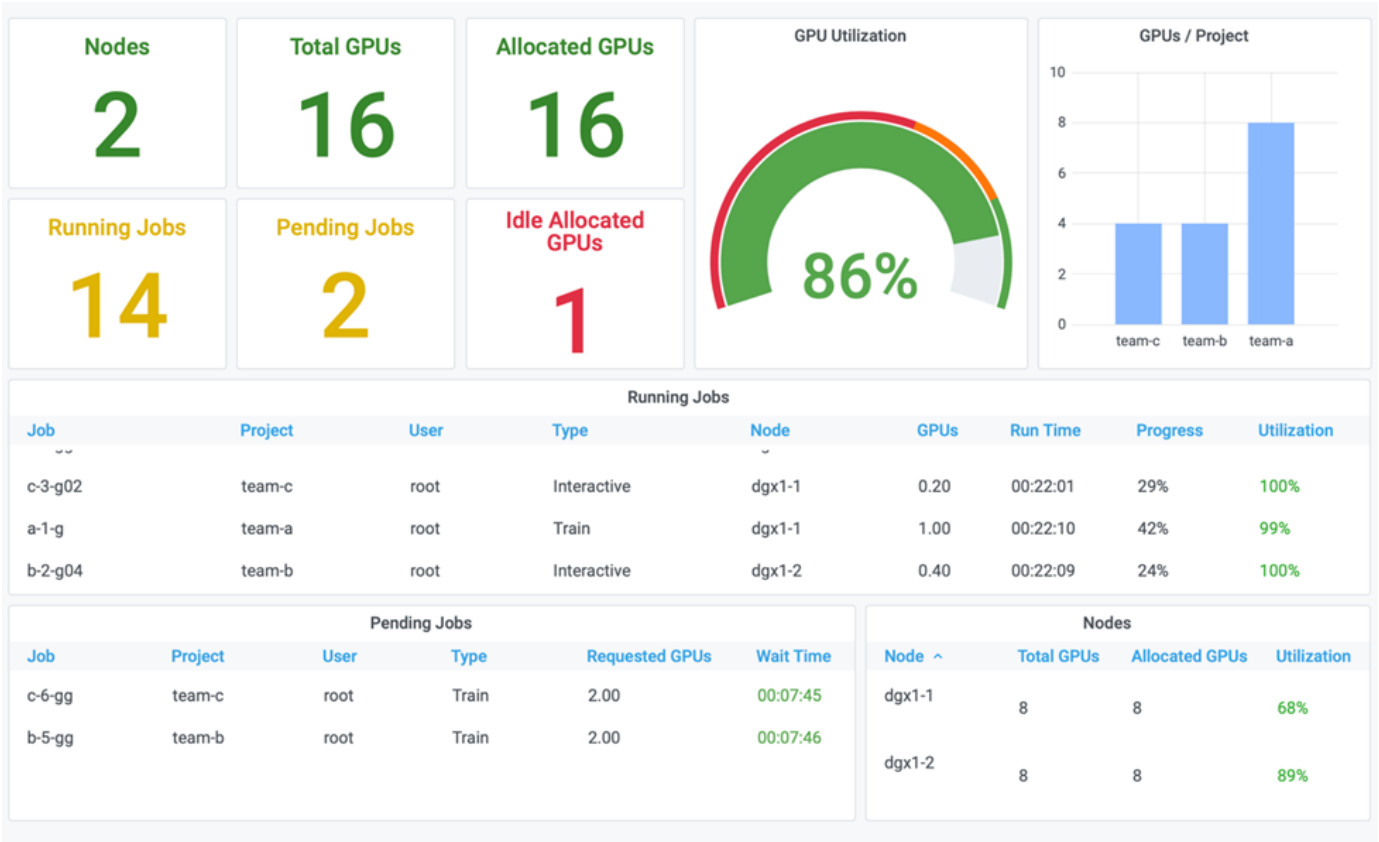 Nodes
2
Total GPUs
16
Allocated GPUs
16
Running Jobs
14
Pending Jobs
2
Idle Allocated
GPUs
1
GPU Utilization
86%
GPUs / Project
10
8
6
4
2
0
team-c team-b team-a
Running Jobs
Job Project User Type Node GPUs Run Time Progress Utilization
c-3-g02 team-c root Interactive dgx1-1 0.20 00:22:01 29% 100%
a-1-g team-a root Train dgx1-1 1.00 00:22:10 42% 99%
b-2-g04 team-b root Interactive dgx1-2 0.40 00:22:09 24% 100%
Pending Jobs
Job Project User Type Requested GPUs Wait Time
c-6-gg team-c root Train 2.00 00:07:45
b-5-gg team-b root Train 2.00 00:07:46
Nodes
Node Total GPUs Allocated GPUs Utilization
dgx1-1 8 8 68%
dgx1-2 8 8 89%